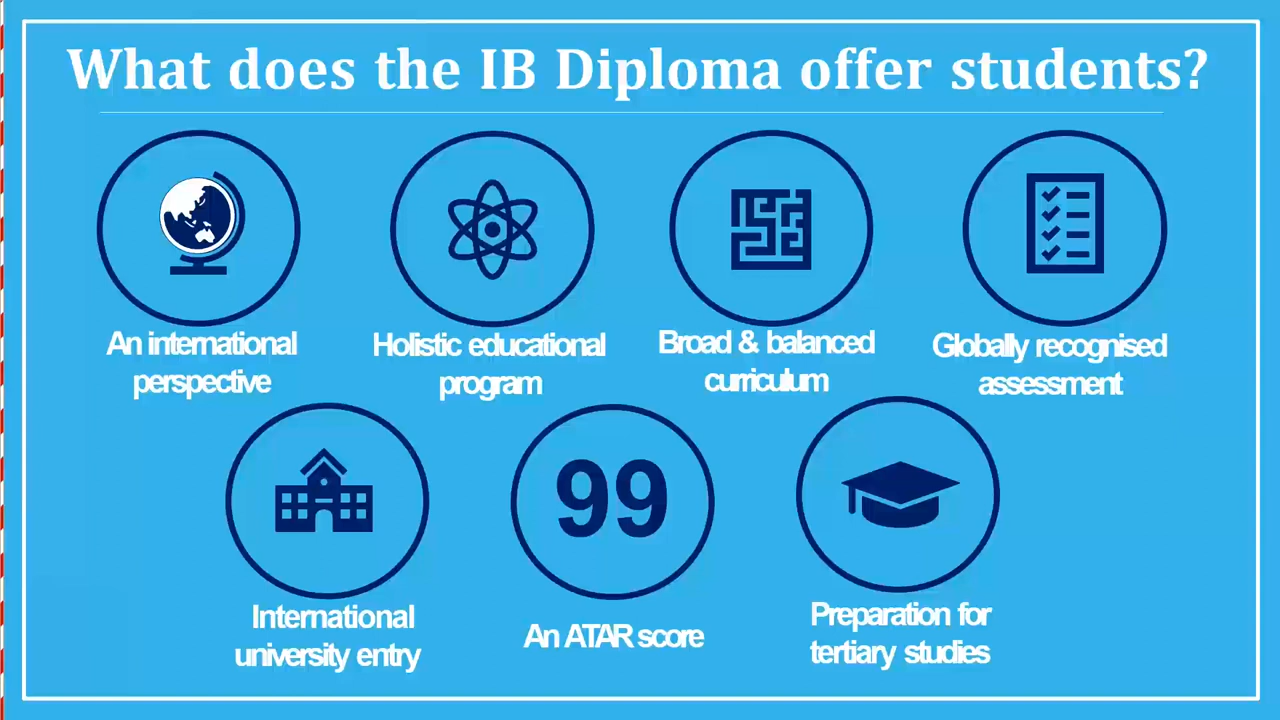 What does the IB Diploma offer students?
An international
perspective
Holistic educational
program
Broad & balanced
curriculum
Globally recognised
assessment
International
university entry
99
An ATAR score
Preparation for
tertiary studies